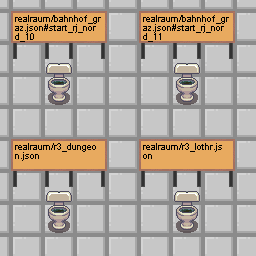 realraum/bahnhof_gr
az.json#start_rj_nor
d_10
realraum/bahnhof_gr
az.json#start_rj_nor
d_11
realraum/r3_dungeo
n.json
realraum/r3_lothr.js
on